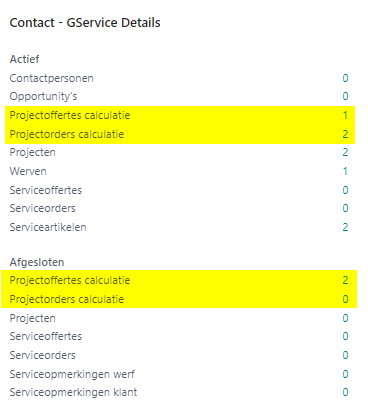 Contact - GService Details
Actief
Contactpersonen 0
Opportunity's 0
Projectoffertes calculatie 1
Projectorders calculatie 2
Projecten 2
Werven 1
Serviceoffertes 0
Serviceorders 0
Serviceartikelen 2
Afgesloten
Projectoffertes calculatie 2
Projectorders calculatie 0
Projecten 0
Serviceoffertes 0
Serviceorders 0
Serviceopmerkingen werf 0
Serviceopmerkingen klant 0